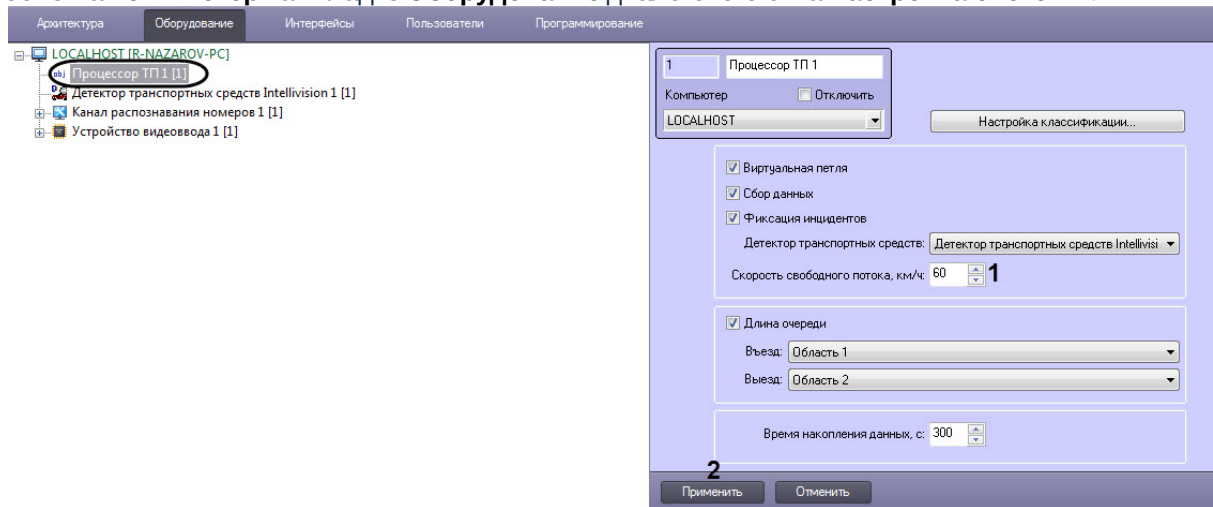 Архитектура Оборудование Интерфейсы Пользователи Программирование
LOCALHOST [R-NAZAROV-PC]
obj Процессор ТП 1 [1]
Детектор транспортных средств Intellivision 1 [1]
Канал распознавания номеров 1 [1]
Устройство видеоввода 1 [1]
1 Процессор ТП 1
Компьютер Отключить
LOCALHOST
Настройка классификации...
Виртуальная петля
Сбор данных
Фиксация инцидентов
Детектор транспортных средств: Детектор транспортных средств Intellivisi
Скорость свободного потока, км/ч: 60 1
Длина очереди
Въезд: Область 1
Выезд: Область 2
Время накопления данных, с: 300
2
Применить Отменить